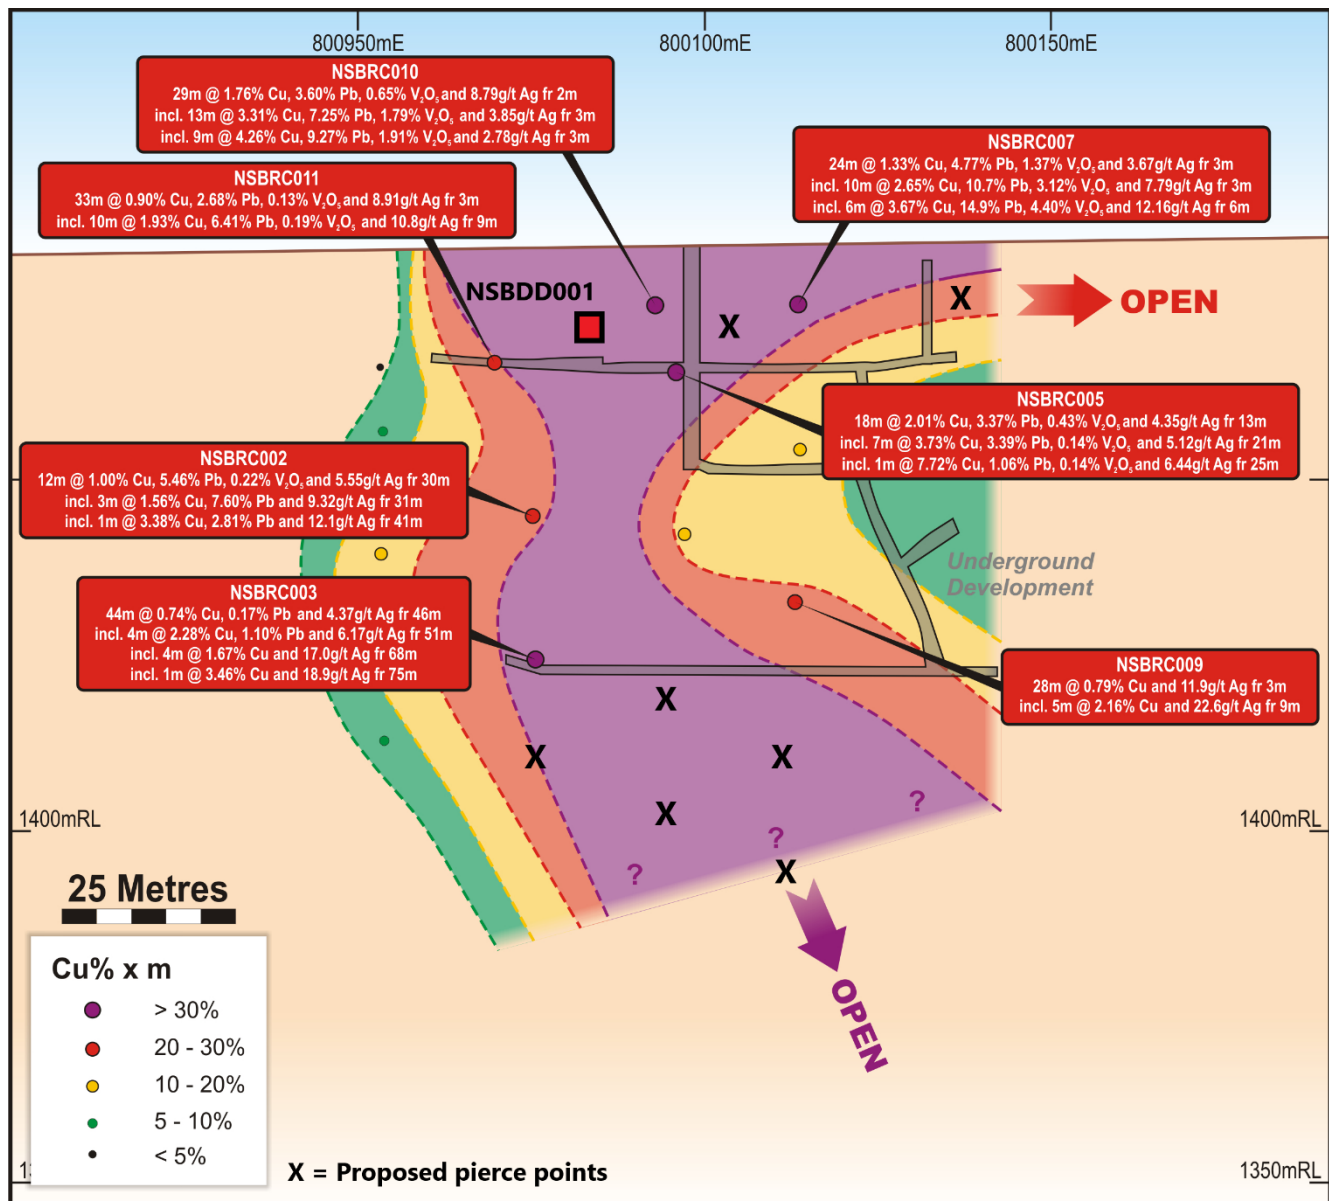 800950mE
800100mE
800150mE
NSBRC010
29m @ 1.76% Cu, 3.60% Pb, 0.65% V₂O₅ and 8.79g/t Ag fr 2m
incl. 13m @ 3.31% Cu, 7.25% Pb, 1.79% V₂O₅ and 3.85g/t Ag fr 3m
incl. 9m @ 4.26% Cu, 9.27% Pb, 1.91% V₂O₅ and 2.78g/t Ag fr 3m
NSBRC007
24m @ 1.33% Cu, 4.77% Pb, 1.37% V₂O₅ and 3.67g/t Ag fr 3m
incl. 10m @ 2.65% Cu, 10.7% Pb, 3.12% V₂O₅ and 7.79g/t Ag fr 3m
incl. 6m @ 3.67% Cu, 14.9% Pb, 4.40% V₂O₅ and 12.16g/t Ag fr 6m
NSBRC011
33m @ 0.90% Cu, 2.68% Pb, 0.13% V₂O₅ and 8.91g/t Ag fr 3m
incl. 10m @ 1.93% Cu, 6.41% Pb, 0.19% V₂O₅ and 10.8g/t Ag fr 9m
NSBDD001
X
X
OPEN
NSBRC005
18m @ 2.01% Cu, 3.37% Pb, 0.43% V₂O₅ and 4.35g/t Ag fr 13m
incl. 7m @ 3.73% Cu, 3.39% Pb, 0.14% V₂O₅ and 5.12g/t Ag fr 21m
incl. 1m @ 7.72% Cu, 1.06% Pb, 0.14% V₂O₅ and 6.44g/t Ag fr 25m
NSBRC002
12m @ 1.00% Cu, 5.46% Pb, 0.22% V₂O₅ and 5.55g/t Ag fr 30m
incl. 3m @ 1.56% Cu, 7.60% Pb and 9.32g/t Ag fr 31m
incl. 1m @ 3.38% Cu, 2.81% Pb and 12.1g/t Ag fr 41m
Underground
Development
NSBRC003
44m @ 0.74% Cu, 0.17% Pb and 4.37g/t Ag fr 46m
incl. 4m @ 2.28% Cu, 1.10% Pb and 6.17g/t Ag fr 51m
incl. 4m @ 1.67% Cu and 17.0g/t Ag fr 68m
incl. 1m @ 3.46% Cu and 18.9g/t Ag fr 75m
NSBRC009
28m @ 0.79% Cu and 11.9g/t Ag fr 3m
incl. 5m @ 2.16% Cu and 22.6g/t Ag fr 9m
X
X
X
X
?
?
?
X
1400mRL
1400mRL
OPEN
25 Metres
Cu% x m
> 30%
20 - 30%
10 - 20%
5 - 10%
< 5%
X = Proposed pierce points
1350mRL